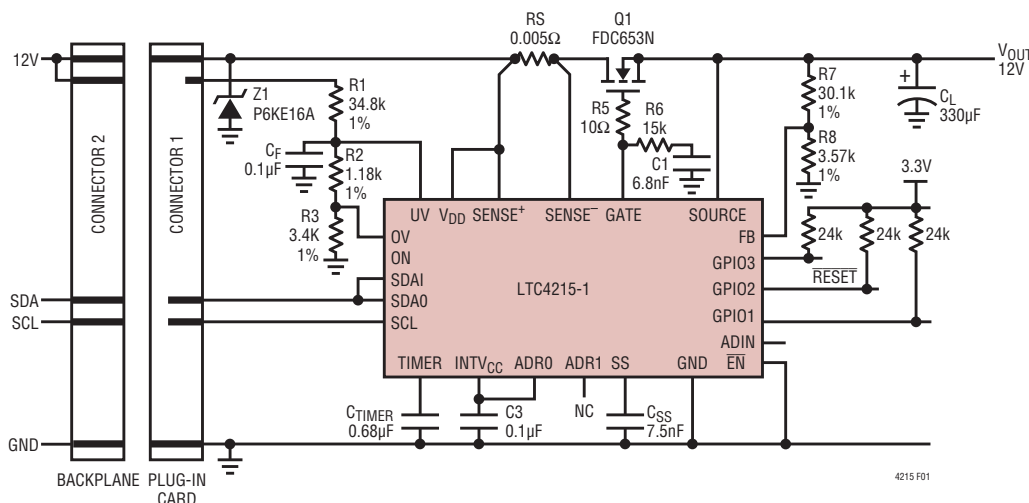 RS
0.005Ω
Q1
FDC653N
12V
VOUT
12V
Z1
P6KE16A
R1
34.8k
1%
R5
10Ω
R6
15k
R7
30.1k
1%
+
CL
330µF
CF
0.1µF
R2
1.18k
1%
C1
6.8nF
R8
3.57k
1%
3.3V
R3
3.4K
1%
UV VDD SENSE+ SENSE– GATE SOURCE
OV
ON
SDAI
SDA0
SCL
LTC4215-1
FB
GPIO3
GPIO2
GPIO1
ADIN
EN
24k
24k
24k
RESET
CONNECTOR 2
CONNECTOR 1
SDA
SCL
TIMER INTVCC ADR0 ADR1 SS GND
CTIMER
0.68µF
C3
0.1µF
NC
CSS
7.5nF
GND
BACKPLANE
PLUG-IN
CARD
4215 F01